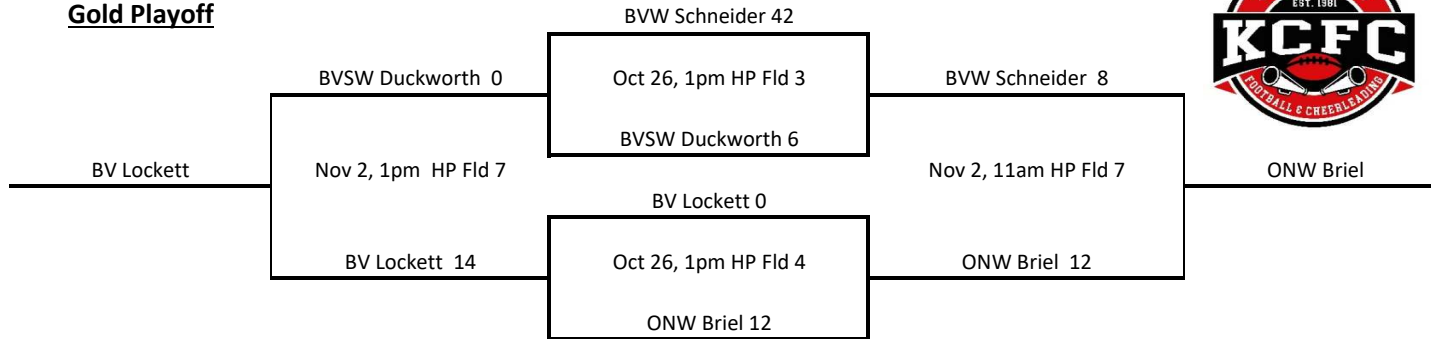 Gold Playoff
BVW Schneider 42
EST. 1981
KCFC
FOOTBALL & CHEERLEADING
BVSW Duckworth 0
Oct 26, 1pm HP Fld 3
BVW Schneider 8
BVSW Duckworth 6
BV Lockett
Nov 2, 1pm HP Fld 7
Nov 2, 11am HP Fld 7
ONW Briel
BV Lockett 0
BV Lockett 14
Oct 26, 1pm HP Fld 4
ONW Briel 12
ONW Briel 12